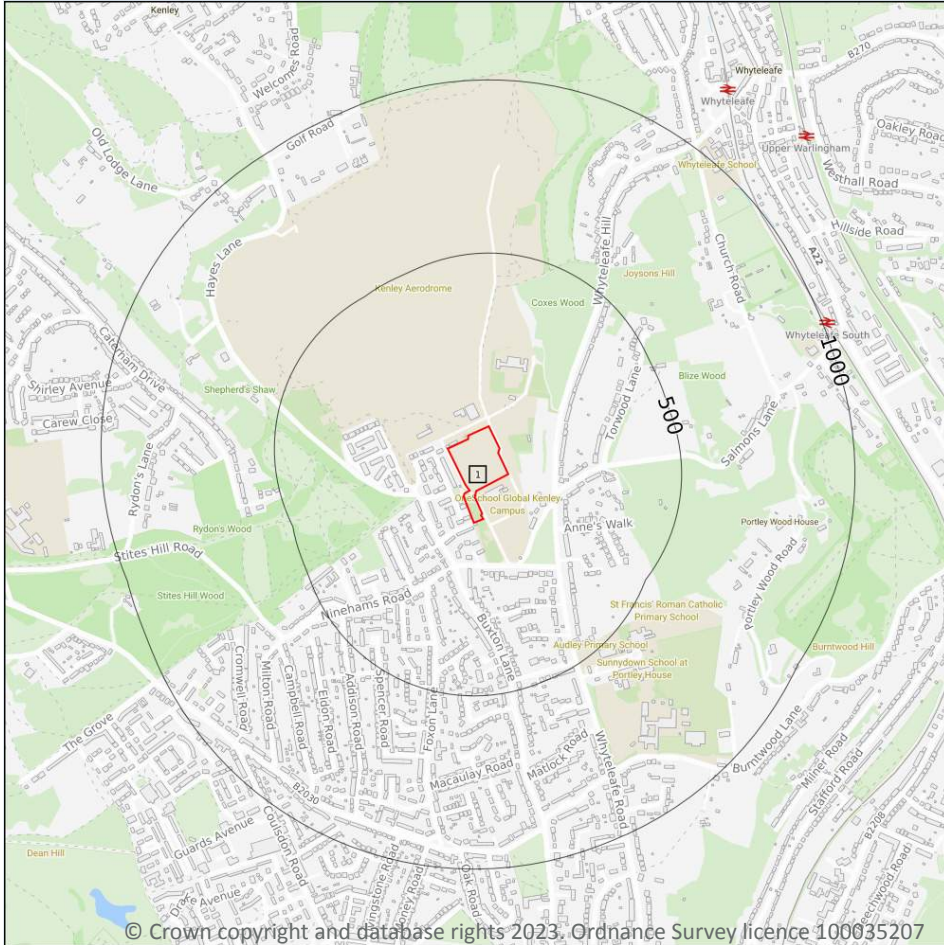 Kenley
Welcomes Road
Golf Road
Old Lodge Lane
Hayes Lane
B270
Whyteleafe
Whyteleafe
Upper Warlingham
Oakley Road
Westhall Road
Whyteleafe School
Hillside Road
A22
Church Road
Whyteleafe Hill
Joysons Hill
Kenley Aerodrome
Coxes Wood
Whyteleafe South
1000
Caterham Drive
Shirley Avenue
Carew Close
Shepherd's Shaw
Blize Wood
Torwood Lane
500
Salmons Lane
Rydon's Lane
1
OneSchool Global Kenley
Campus
Rydon's Wood
Anne's Walk
Portley Wood House
Stites Hill Road
Portley Wood Road
Stites Hill Wood
Ninehams Road
St Francis' Roman Catholic
Primary School
Buxton Lane
Audley Primary School
Sunnydown School at
Portley House
Burntwood Hill
Cromwell Road
Milton Road
Campbell Road
Eldon Road
Addison Road
Spencer Road
Foxon Lane
The Grove
Burntwood Lane
Matlock Road
Macaulay Road
Whyteleafe Road
Milner Road
Stafford Road
B2030
Coulsdon Road
Guards Avenue
B2208
Dean Hill
Drake Avenue
Oak Road
© Crown copyright and database rights 2023. Ordnance Survey licence 100035207